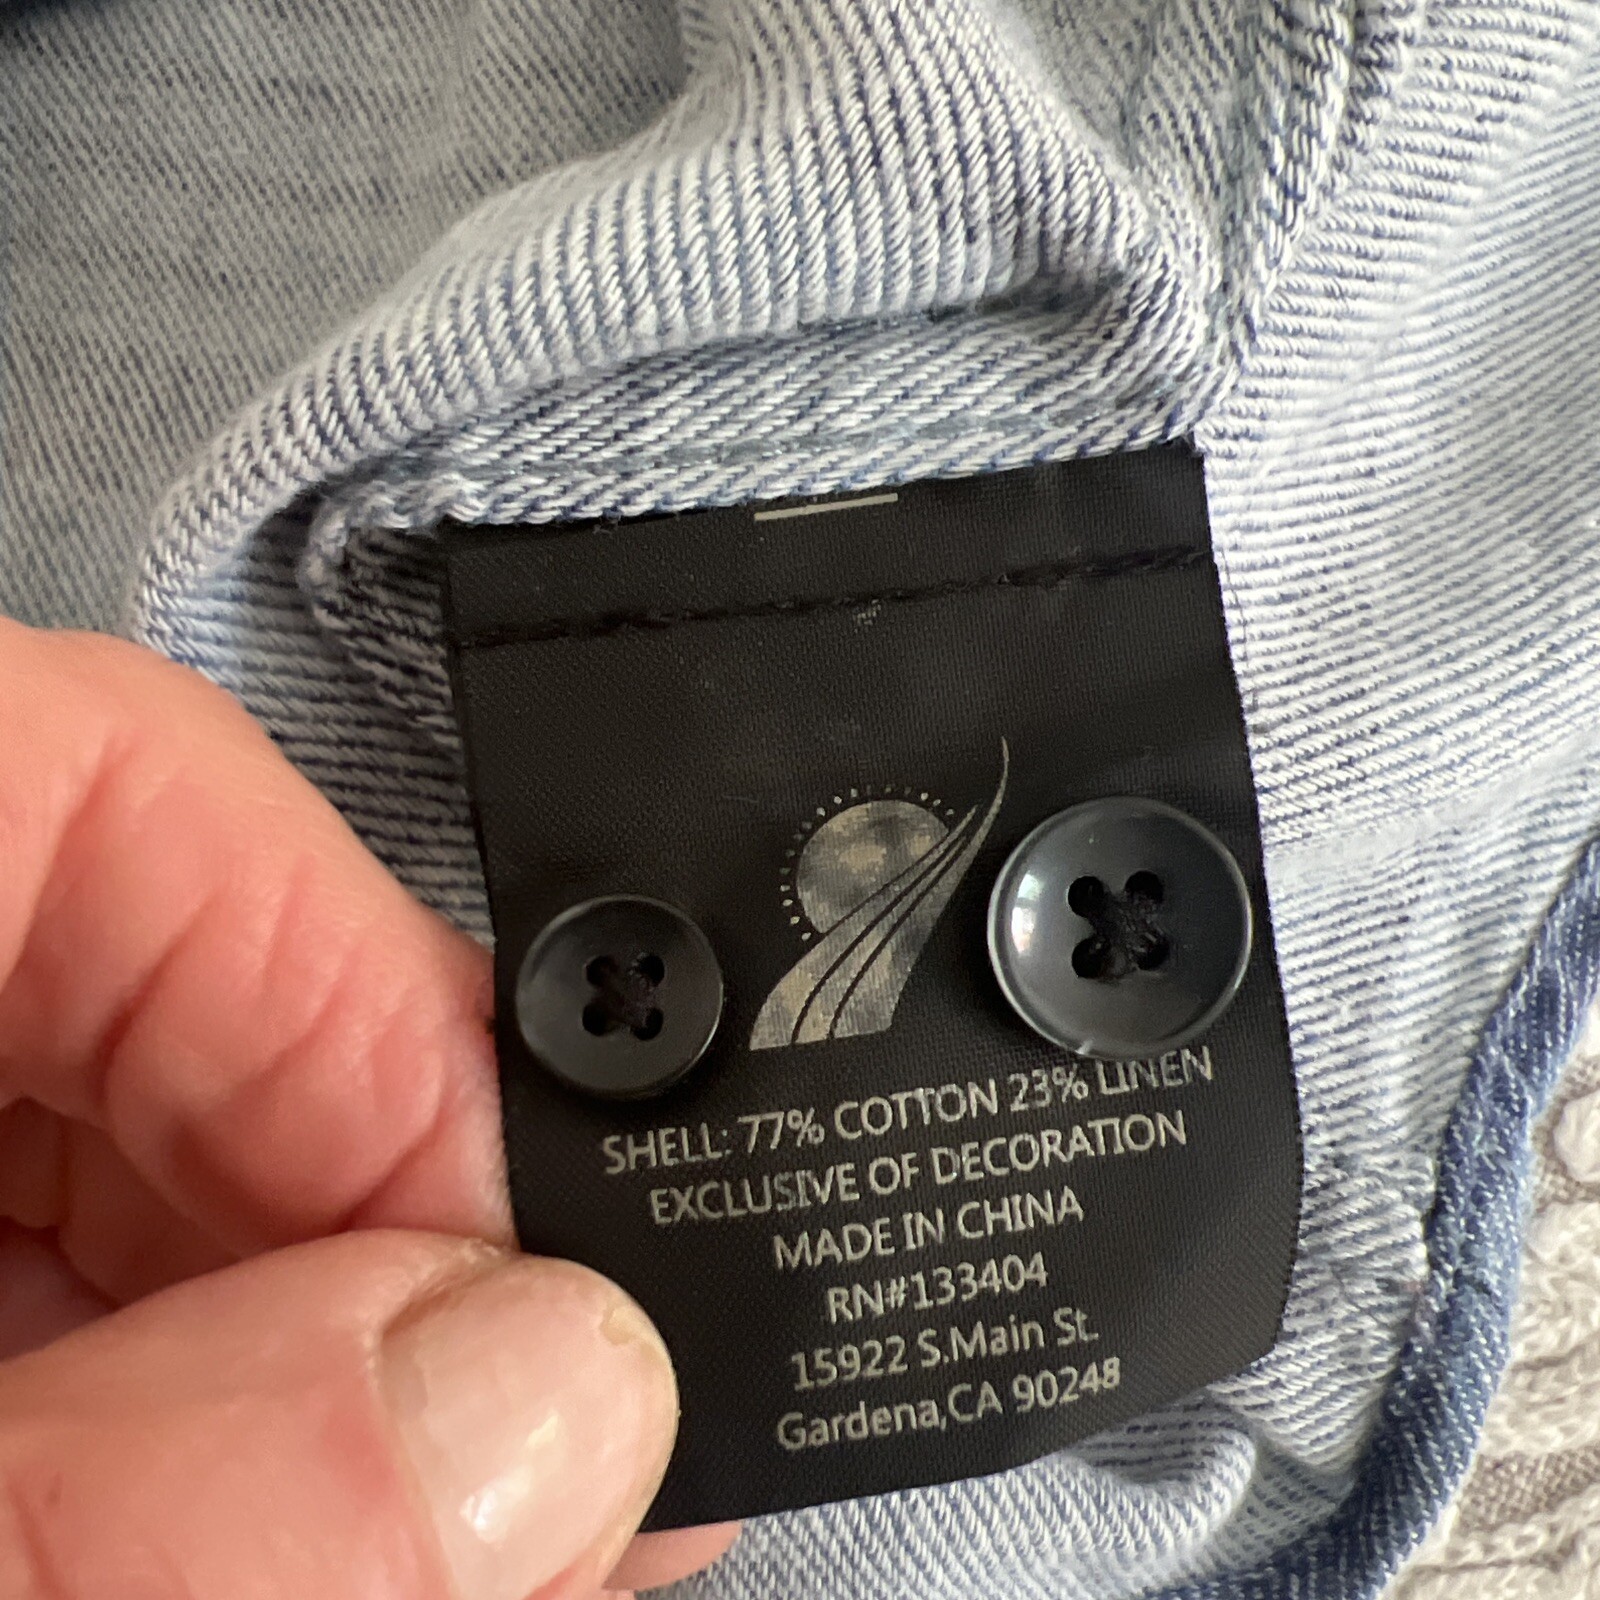 SHELL: 77% COTTON 23% LINEN
EXCLUSIVE OF DECORATION
MADE IN CHINA
RN#133404
15922 S.Main St.
Gardena,CA 90248